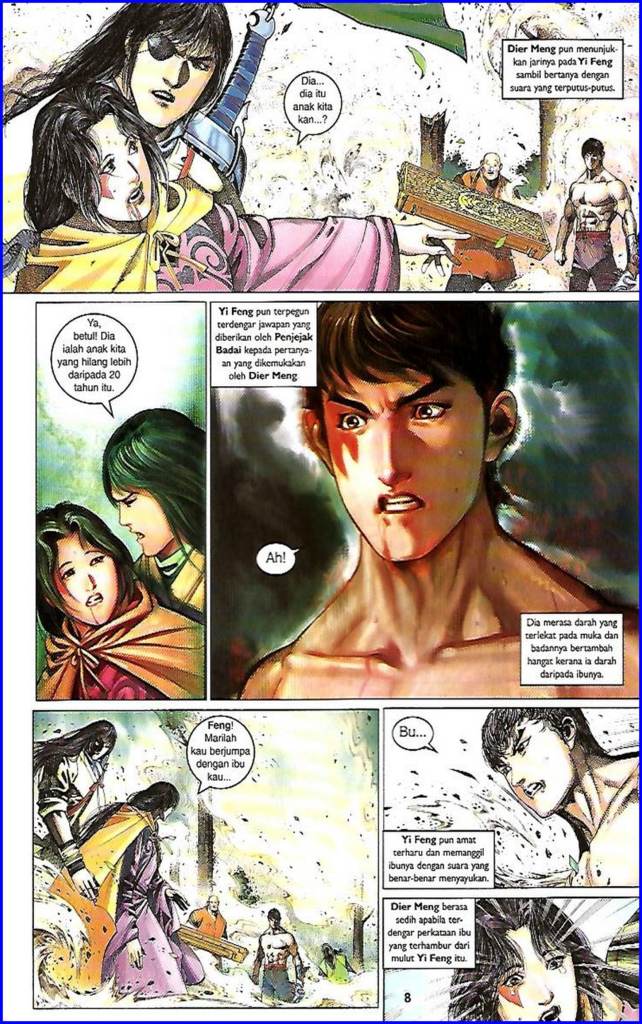 Dia...
dia itu
anak kita
kan...?
Dier Meng pun menunjuk-
kan jarinya pada Yi Feng
sambil bertanya dengan
suara yang terputus-putus.
Ya,
betul! Dia
ialah anak kita
yang hilang lebih
daripada 20
tahun itu.
Yi Feng pun terpegun
terdengar jawapan yang
diberikan oleh Penjejak
Badai kepada pertanya-
an yang dikemukakan
oleh Dier Meng
Ah!
Dia merasa darah yang
terlekat pada muka dan
badannya bertambah
hangat kerana ia darah
daripada ibunya.
Feng!
Marilah
kau berjumpa
dengan ibu
kau...
Bu...
Yi Feng pun amat
terharu dan memanggil
ibunya dengan suara yang
benar-benar menyayukan.
Dier Meng berasa
sedih apabila ter-
dengar perkataan ibu
yang terhambur dari
mulut Yi Feng itu.
8